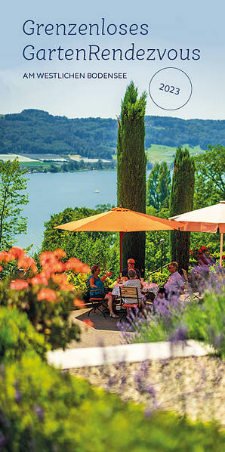 Grenzenloses
GartenRendezvous
AM WESTLICHEN BODENSEE
2023